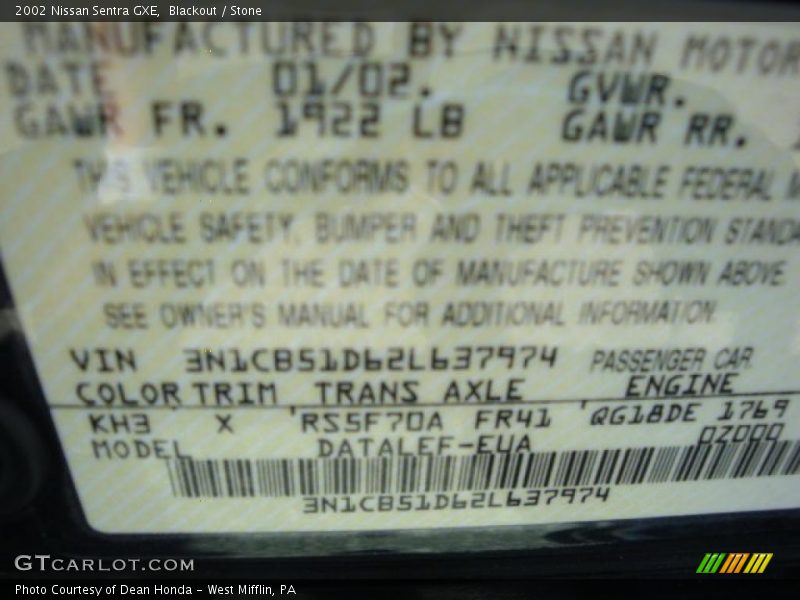 2002 Nissan Sentra GXE, Blackout / Stone
MANUFACTURED BY NISSAN MOTOR
DATE 01/02. GVWR.
GAWR FR. 1922 LB GAWR RR.
THIS VEHICLE CONFORMS TO ALL APPLICABLE FEDERAL M
VEHICLE SAFETY, BUMPER AND THEFT PREVENTION STANDA
IN EFFECT ON THE DATE OF MANUFACTURE SHOWN ABOVE.
SEE OWNER'S MANUAL FOR ADDITIONAL INFORMATION.
VIN 3N1CB51D62L637974 PASSENGER CAR
COLOR TRIM TRANS AXLE ENGINE
KH3 X 'RS5F70A FR41 'QG18DE 1769
MODEL DATALEF-EUA 0Z000
3N1CB51D62L637974
GTCARLOT.COM
Photo Courtesy of Dean Honda - West Mifflin, PA